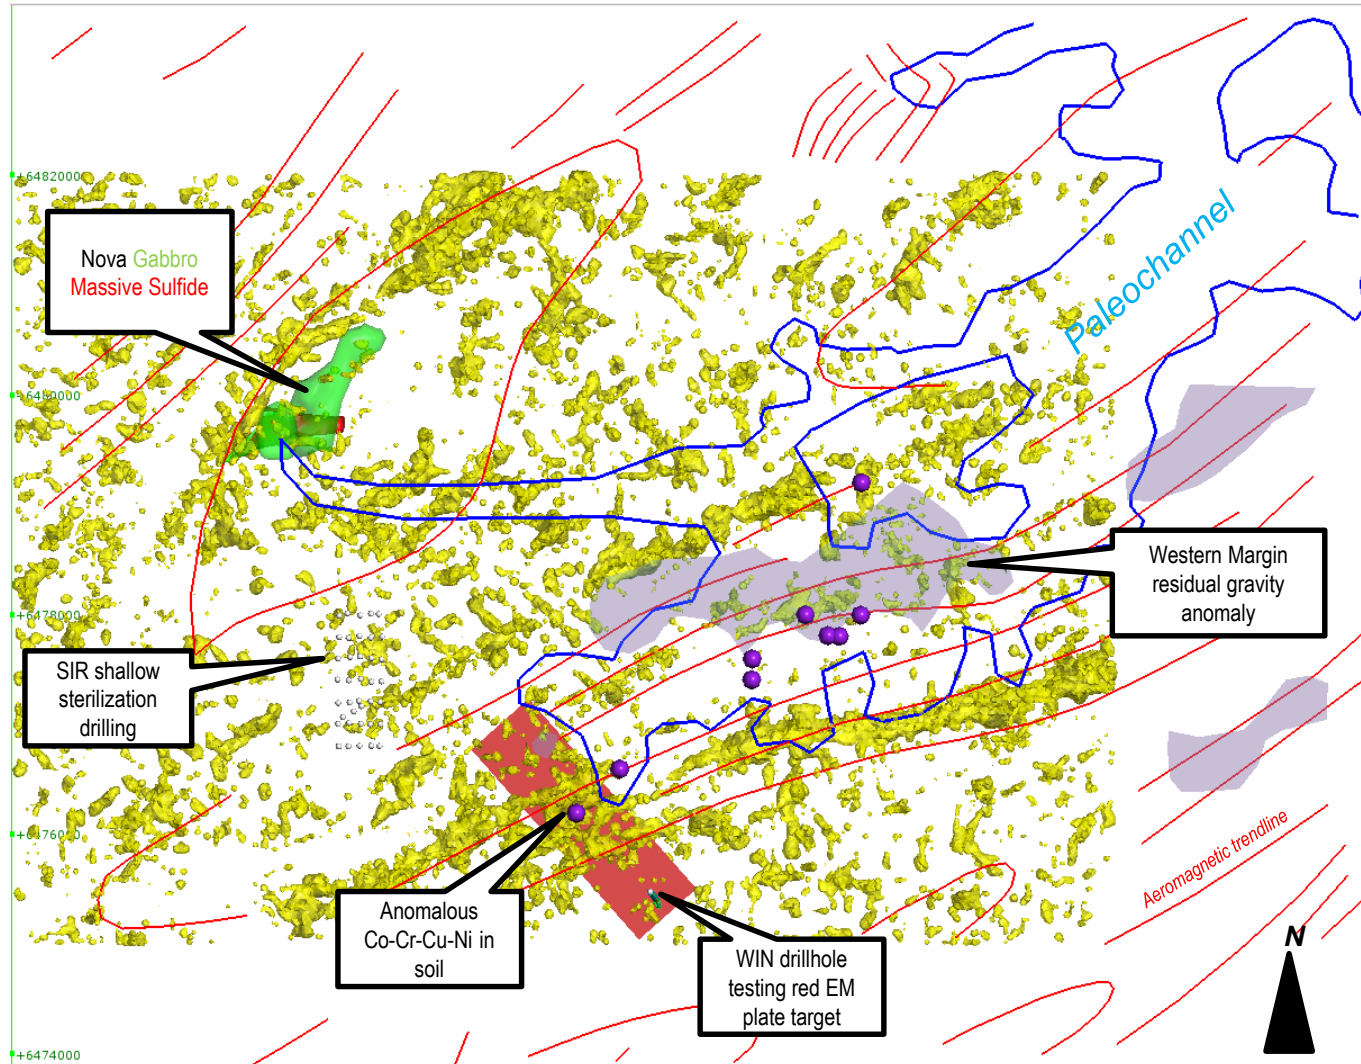 +6482000
Nova Gabbro
Massive Sulfide
Paleochannel
+6480000
Western Margin
residual gravity
anomaly
+6478000
SIR shallow
sterilization
drilling
+6476000
Aeromagnetic trendline
Anomalous
Co-Cr-Cu-Ni in
soil
WIN drillhole
testing red EM
plate target
N
+6474000